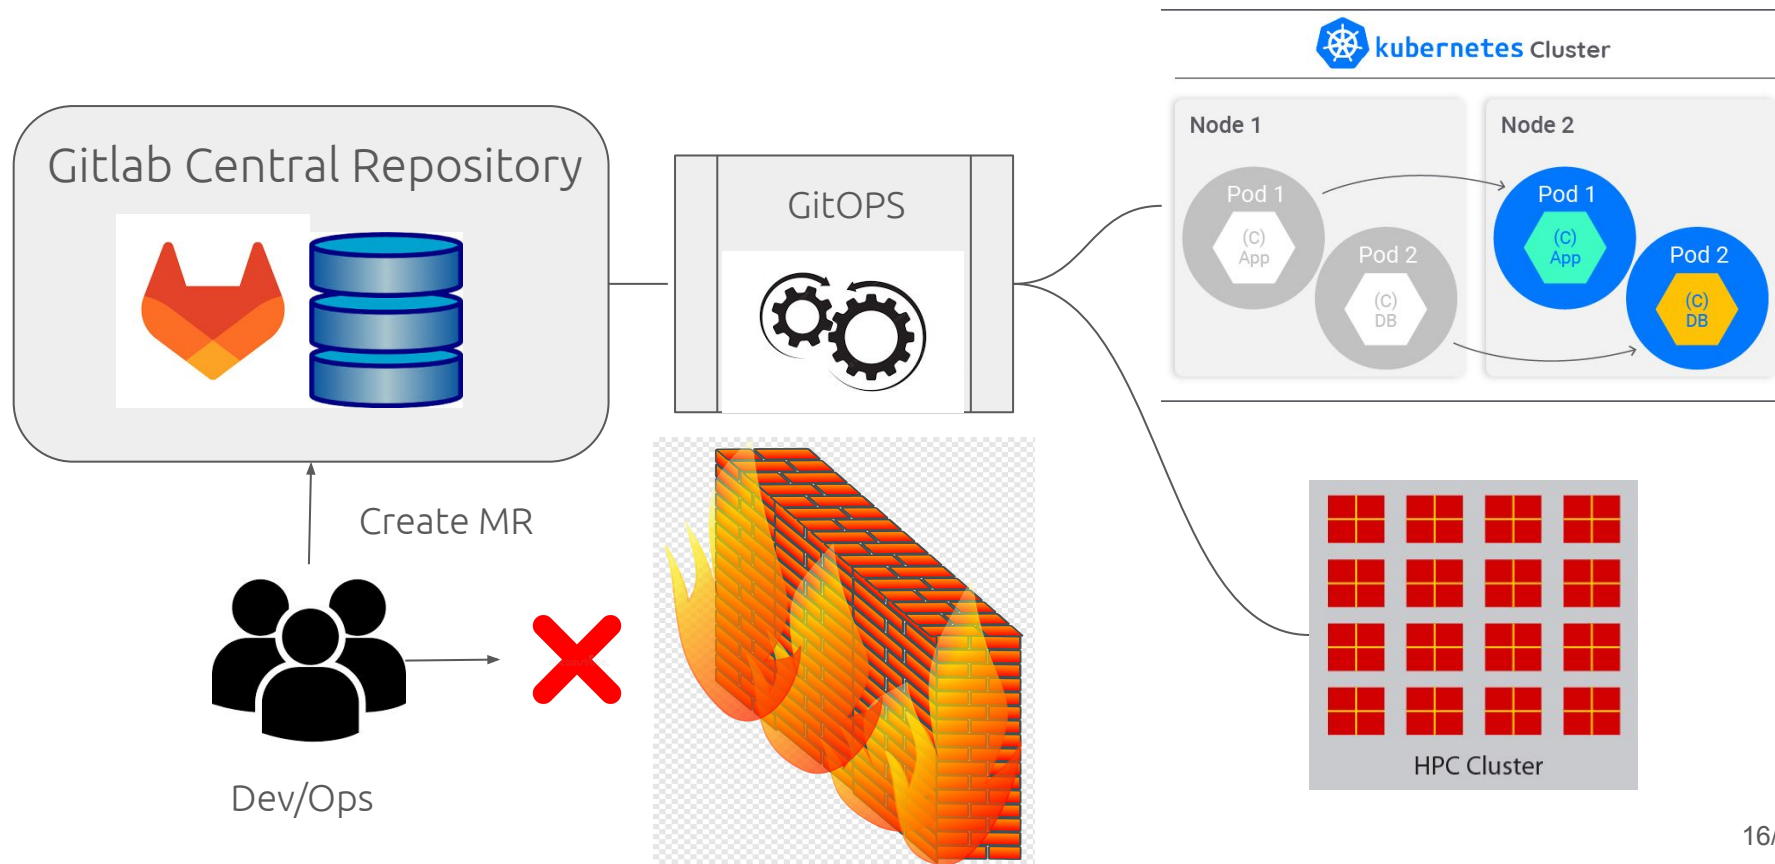 kubernetes Cluster
Node 1
Node 2
Gitlab Central Repository
GitOPS
Pod 1
(C)
App
Pod 2
(C)
DB
Pod 1
(C)
App
Pod 2
(C)
DB
Create MR
Dev/Ops
HPC Cluster
16/